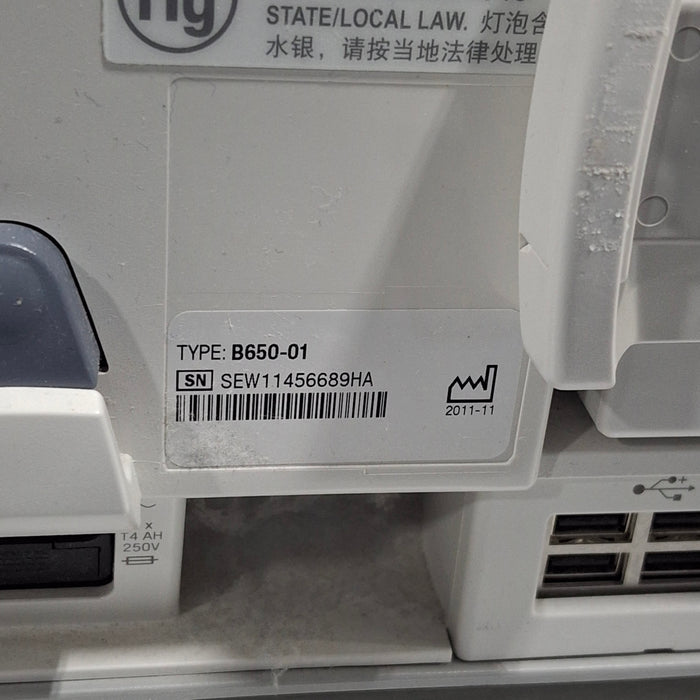 Hg
STATE/LOCAL LAW. 灯泡含
水银，请按当地法律处理
TYPE: B650-01
SN SEW11456689HA
2011-11
x
T4 AH
250V